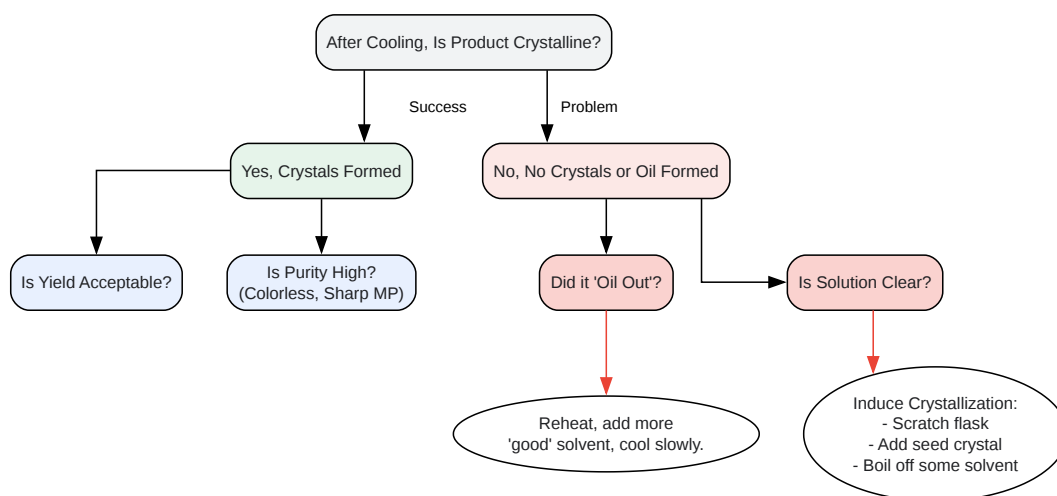 After Cooling, Is Product Crystalline?
Success
Problem
Yes, Crystals Formed
No, No Crystals or Oil Formed
Is Yield Acceptable?
Is Purity High?
(Colorless, Sharp MP)
Did it 'Oil Out'?
Is Solution Clear?
Reheat, add more
'good' solvent, cool slowly.
Induce Crystallization:
- Scratch flask
- Add seed crystal
- Boil off some solvent